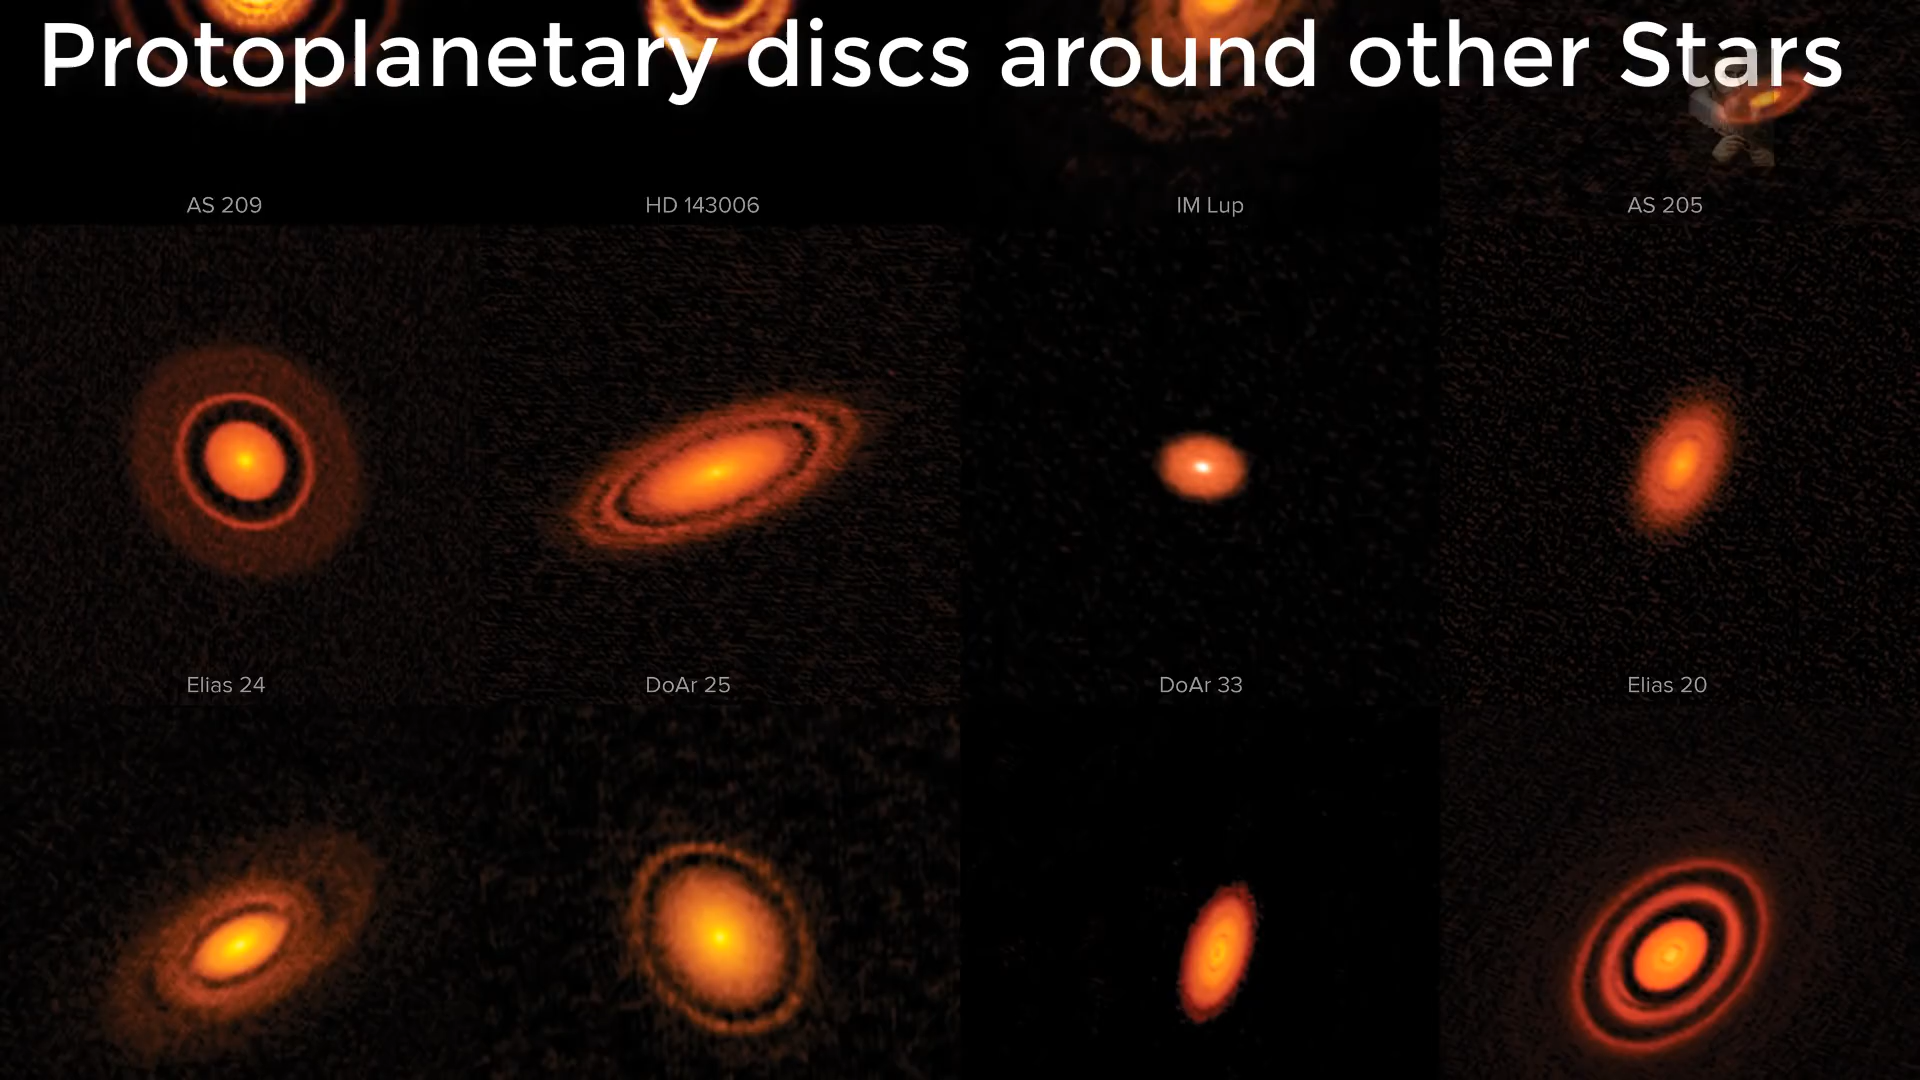 Protoplanetary discs around other Stars
AS 209 HD 143006 IM Lup AS 205
Elias 24 DoAr 25 DoAr 33 Elias 20